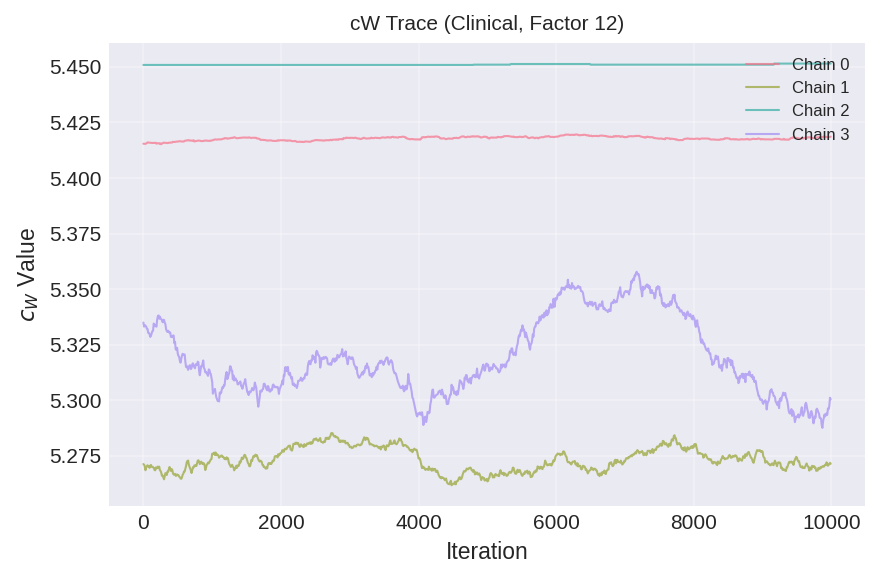 cW Trace (Clinical, Factor 12)
5.450
5.425
5.400
5.375
5.350
5.325
5.300
5.275
c_W Value
Chain 0
Chain 1
Chain 2
Chain 3
0 2000 4000 6000 8000 10000
Iteration